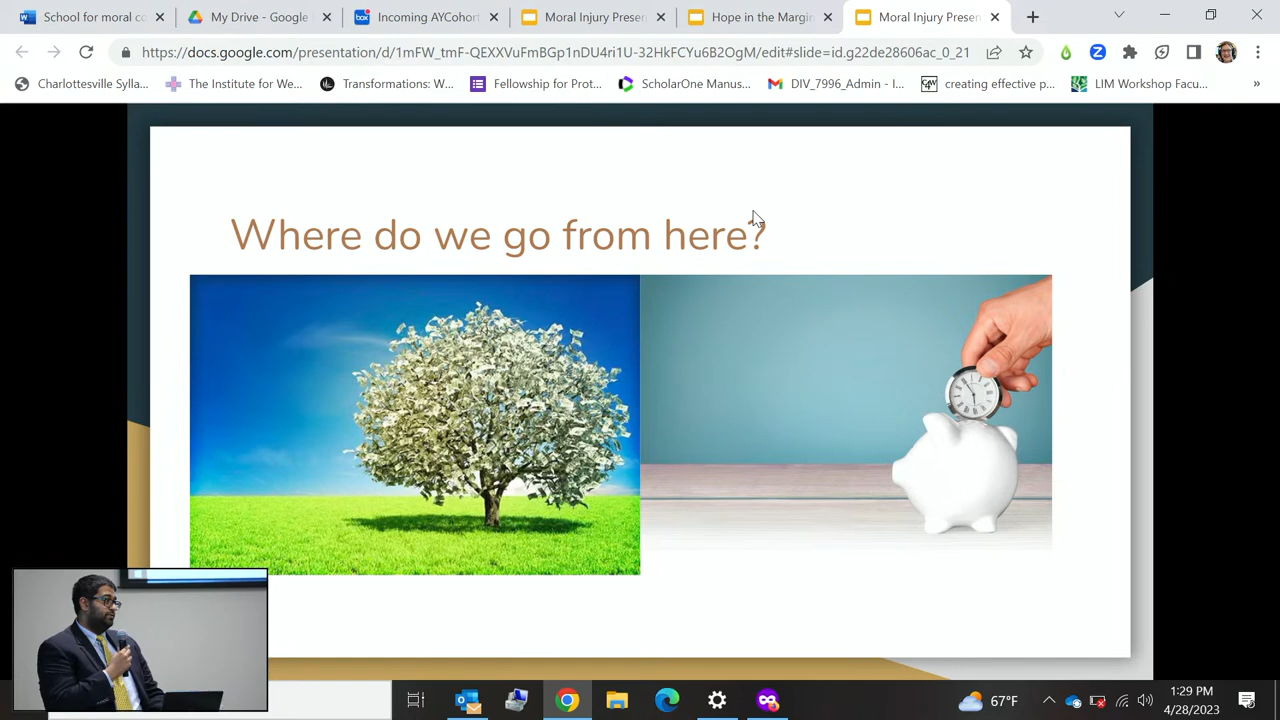 School of moral co
My Drive - Google
Incoming AYCohort
Moral Injury Presen
Hope in the Margin
Moral Injury Presen
https://docs.google.com/presentation/d/1mFW_tmF-QEXXVuFmBGp1nDU4ri1U-32HkFCYu6B2OgM/edit#slide=id.g22de28606ac_0_21
Charlottesville Sylla...
The Institute for We...
Transformations: W...
Fellowship for Prot...
ScholarOne Manus...
DIV_7996_Admin - I...
creating effective p...
LIM Workshop Facu...
Where do we go from here?
67°F
1:29 PM
4/28/2023